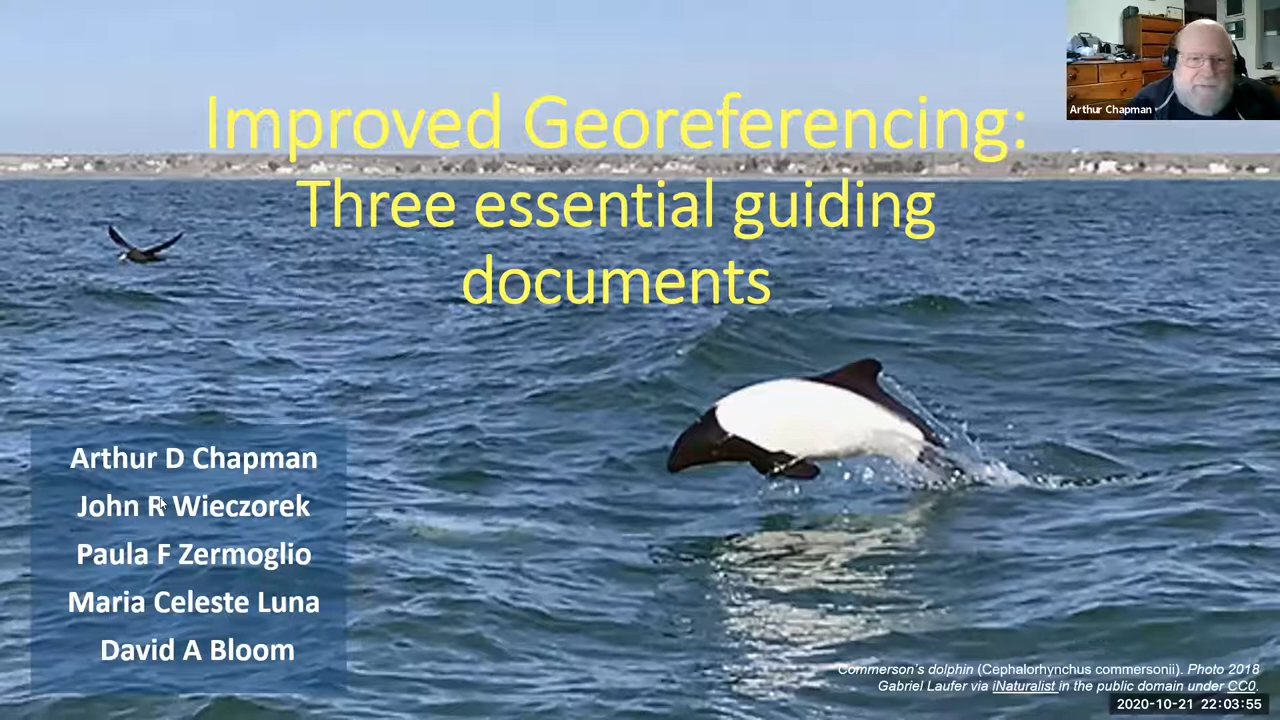 Arthur Chapman
Improved Georeferencing:
Three essential guiding
documents
Arthur D Chapman
John R Wieczorek
Paula F Zermoglio
Maria Celeste Luna
David A Bloom
Commerson's dolphin (Cephalorhynchus commersonii). Photo 2018
Gabriel Laufer via iNaturalist in the public domain under CC0.
2020-10-21 22:03:55